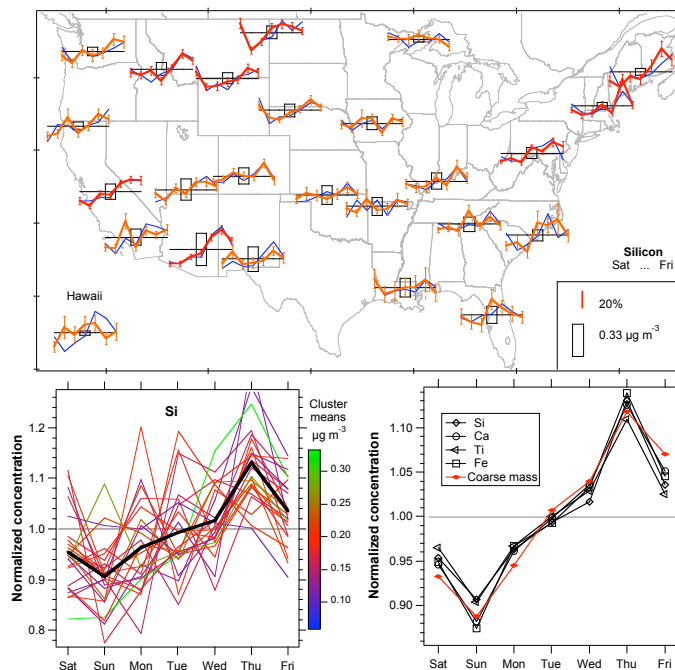 Silicon
Sat ... Fri
Hawaii
20%
0.33 µg m⁻³
Si
Cluster
means
µg m⁻³
Normalized concentration
1.2
1.1
1.0
0.9
0.8
0.30
0.25
0.20
0.15
0.10
Sat Sun Mon Tue Wed Thu Fri
Si
Ca
Ti
Fe
Coarse mass
Normalized concentration
1.10
1.05
1.00
0.95
0.90
Sat Sun Mon Tue Wed Thu Fri